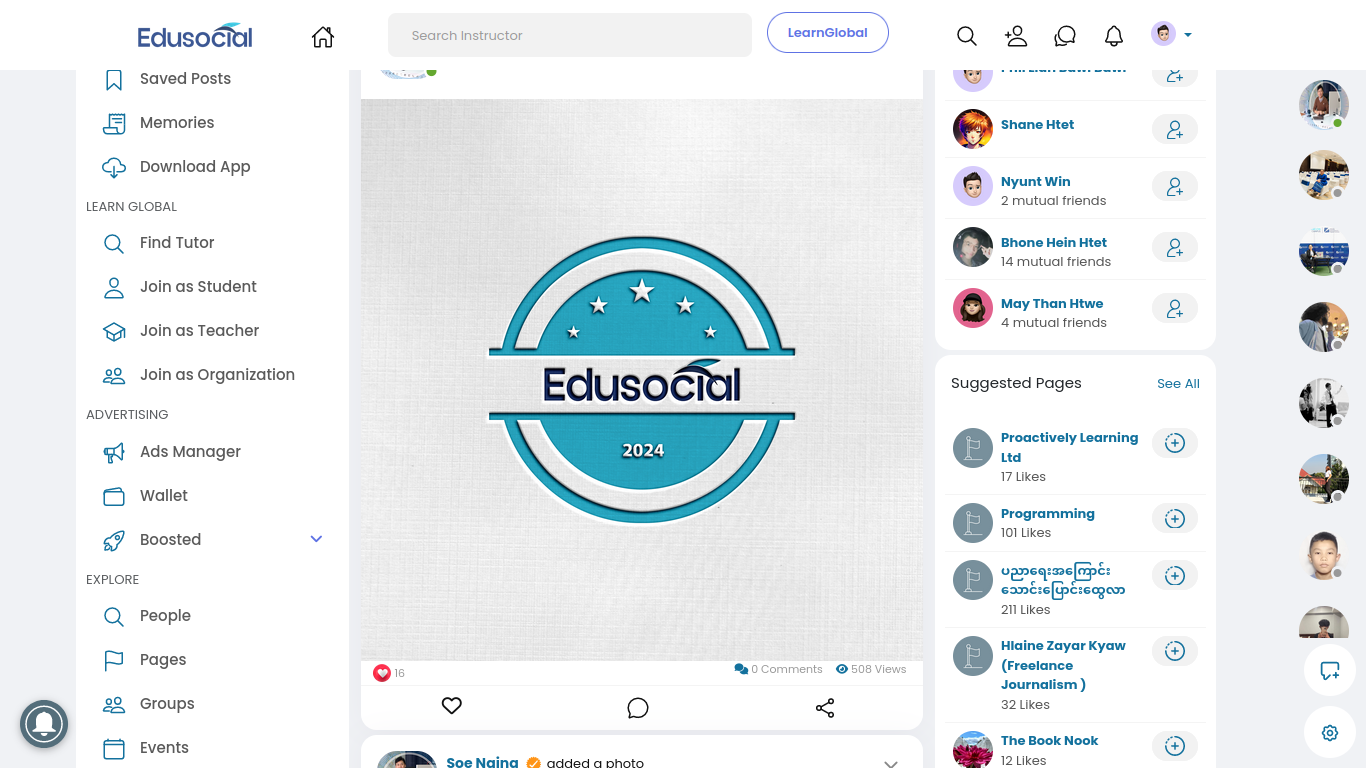 Edusocial
Search Instructor
LearnGlobal
Saved Posts
Memories
Download App
LEARN GLOBAL
Find Tutor
Join as Student
Join as Teacher
Join as Organization
ADVERTISING
Ads Manager
Wallet
Boosted
EXPLORE
People
Pages
Groups
Events
Edusocial
2024
16
0 Comments
508 Views
Soe Naing added a photo
Shane Htet
Nyunt Win
2 mutual friends
Bhone Hein Htet
14 mutual friends
May Than Htwe
4 mutual friends
Suggested Pages
See All
Proactively Learning
Ltd
17 Likes
Programming
101 Likes
ပညာရေးအကြောင်း
သောင်းပြောင်းထွေလာ
211 Likes
Hlaine Zayar Kyaw
(Freelance
Journalism )
32 Likes
The Book Nook
12 Likes